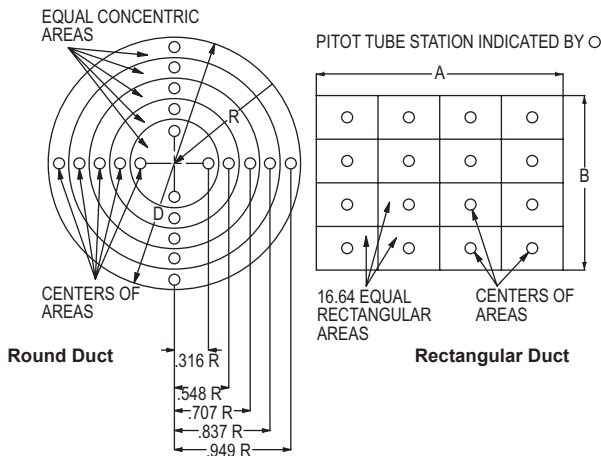 EQUAL CONCENTRIC
AREAS
R
D
CENTERS OF
AREAS
Round Duct
.316 R
.548 R
.707 R
.837 R
.949 R
PITOT TUBE STATION INDICATED BY O
A
B
16.64 EQUAL
RECTANGULAR
AREAS
CENTERS OF
AREAS
Rectangular Duct